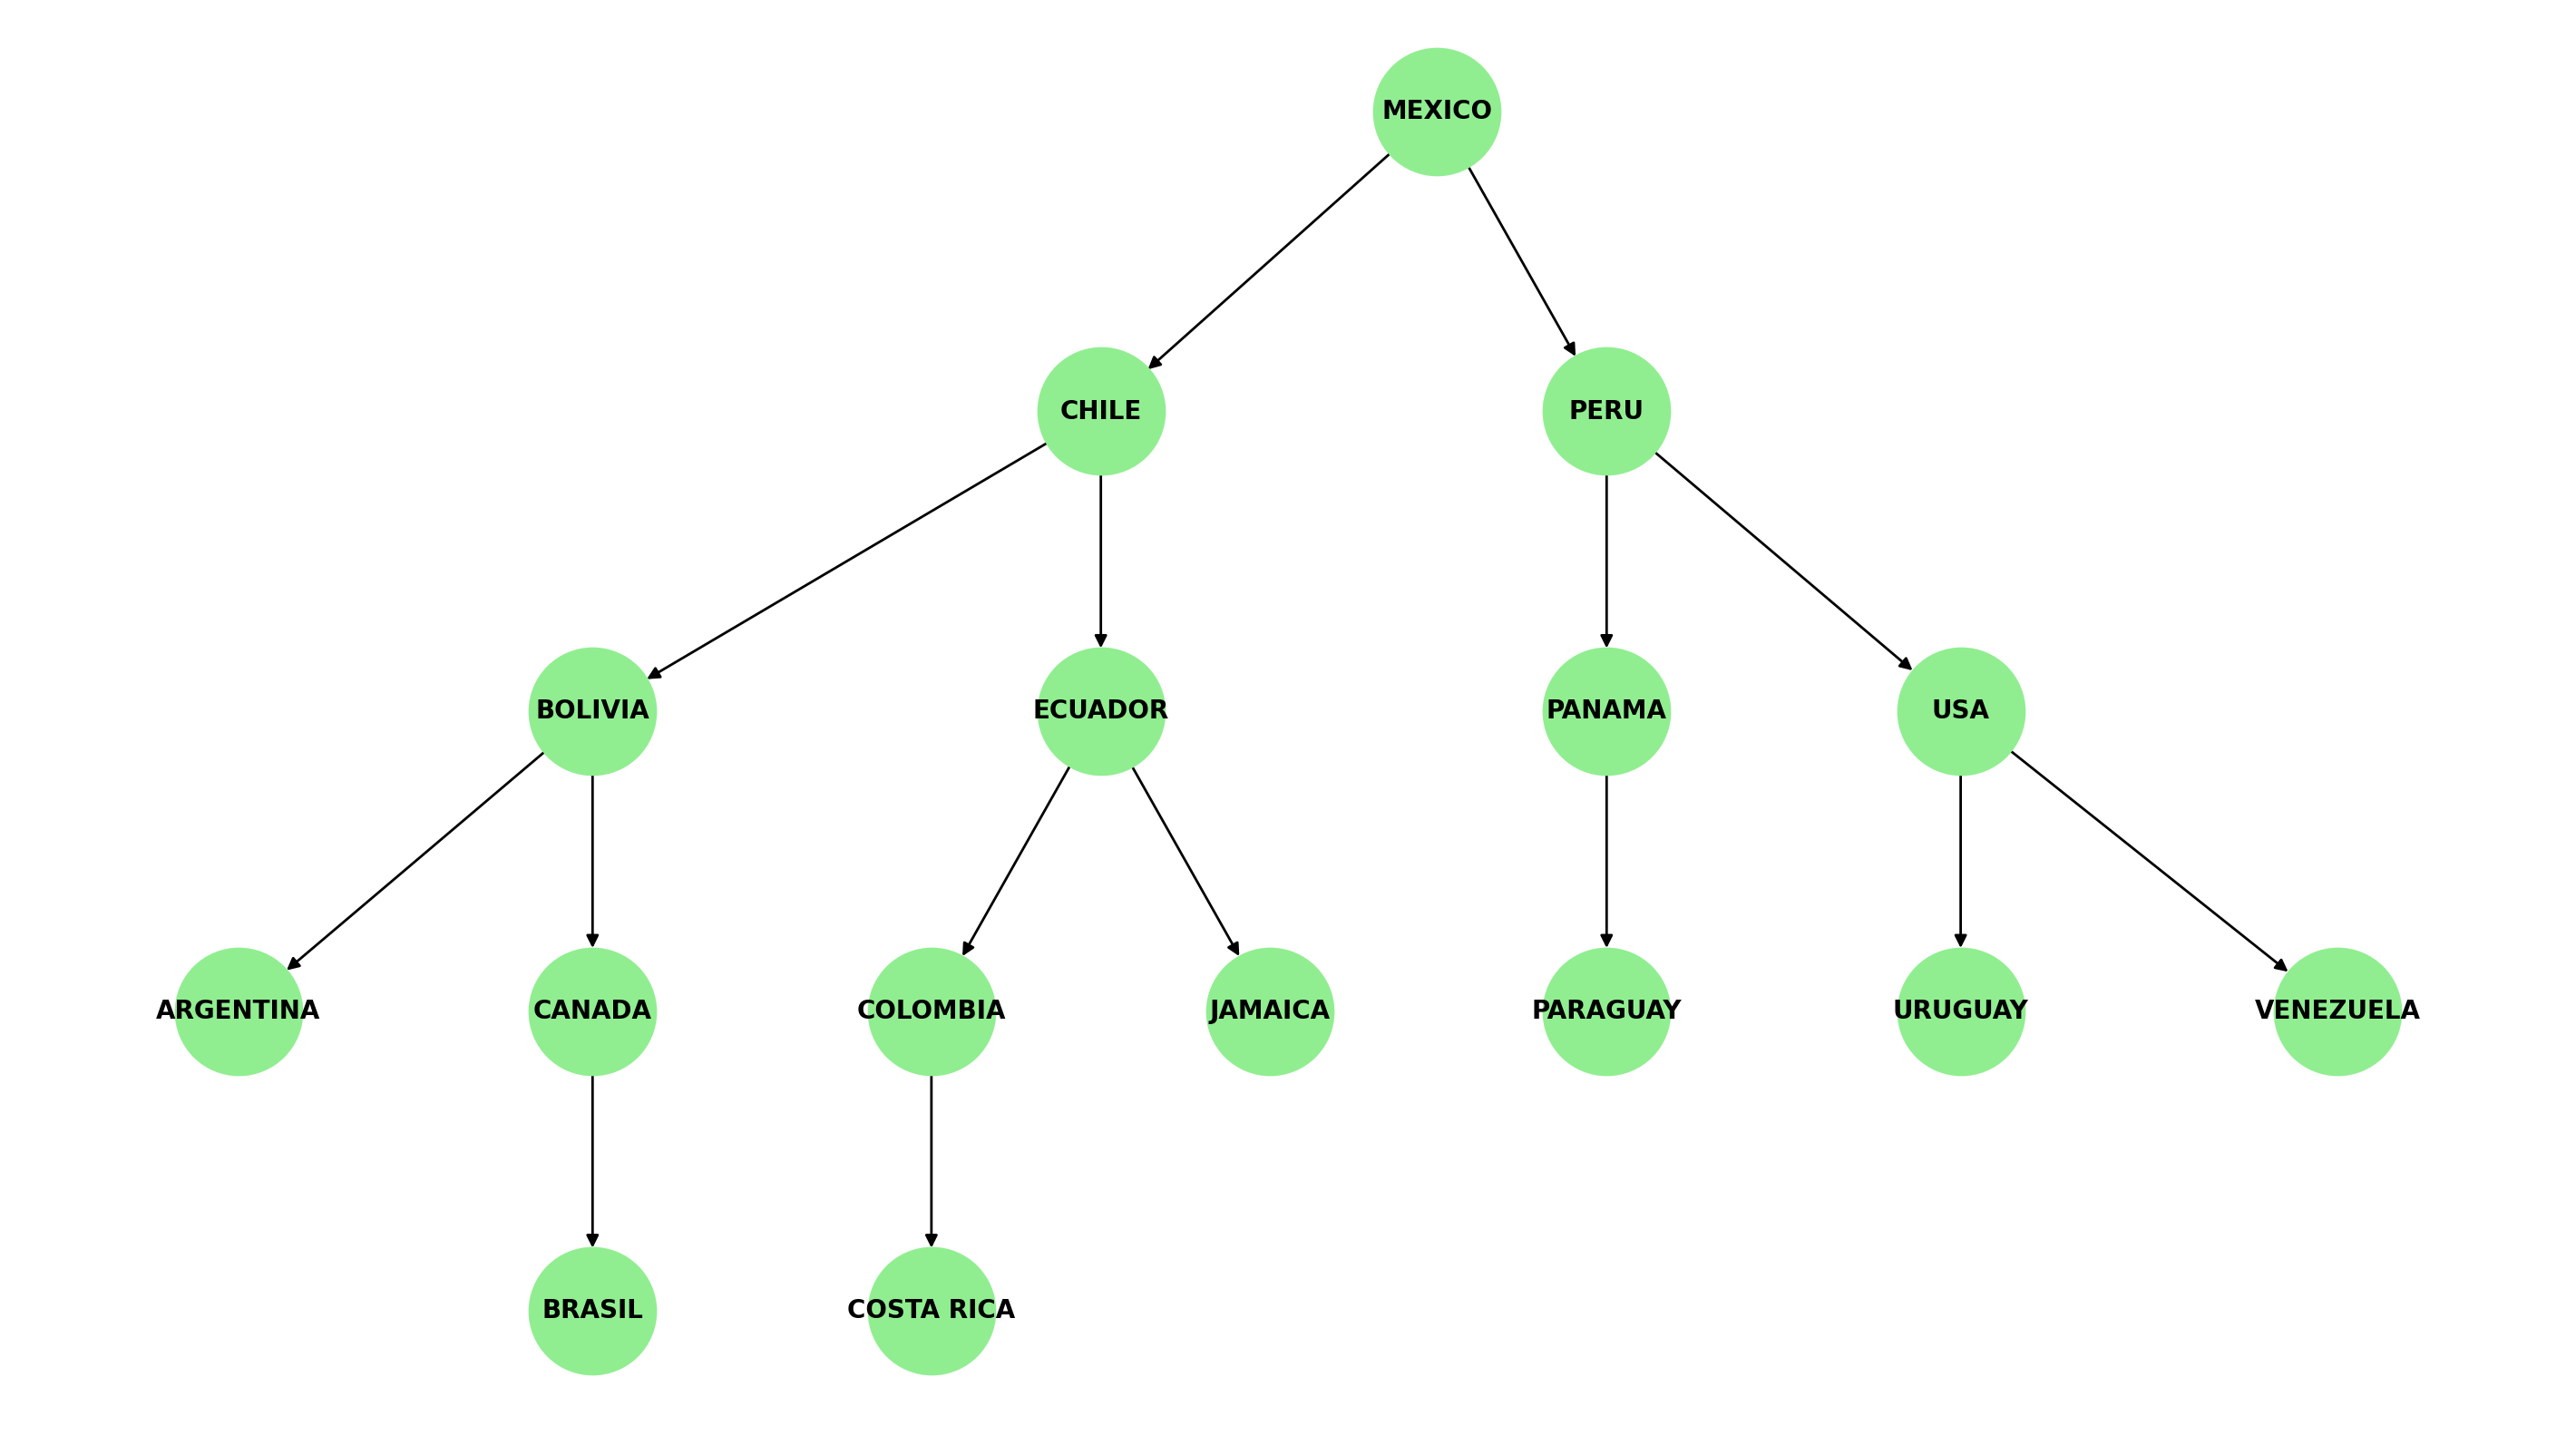 MEXICO
CHILE
PERU
BOLIVIA
ECUADOR
PANAMA
USA
ARGENTINA
CANADA
COLOMBIA
JAMAICA
PARAGUAY
URUGUAY
VENEZUELA
BRASIL
COSTA RICA